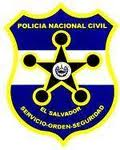 POLICIA NACIONAL CIVIL
EL SALVADOR
SERVICIO-ORDEN-SEGURIDAD